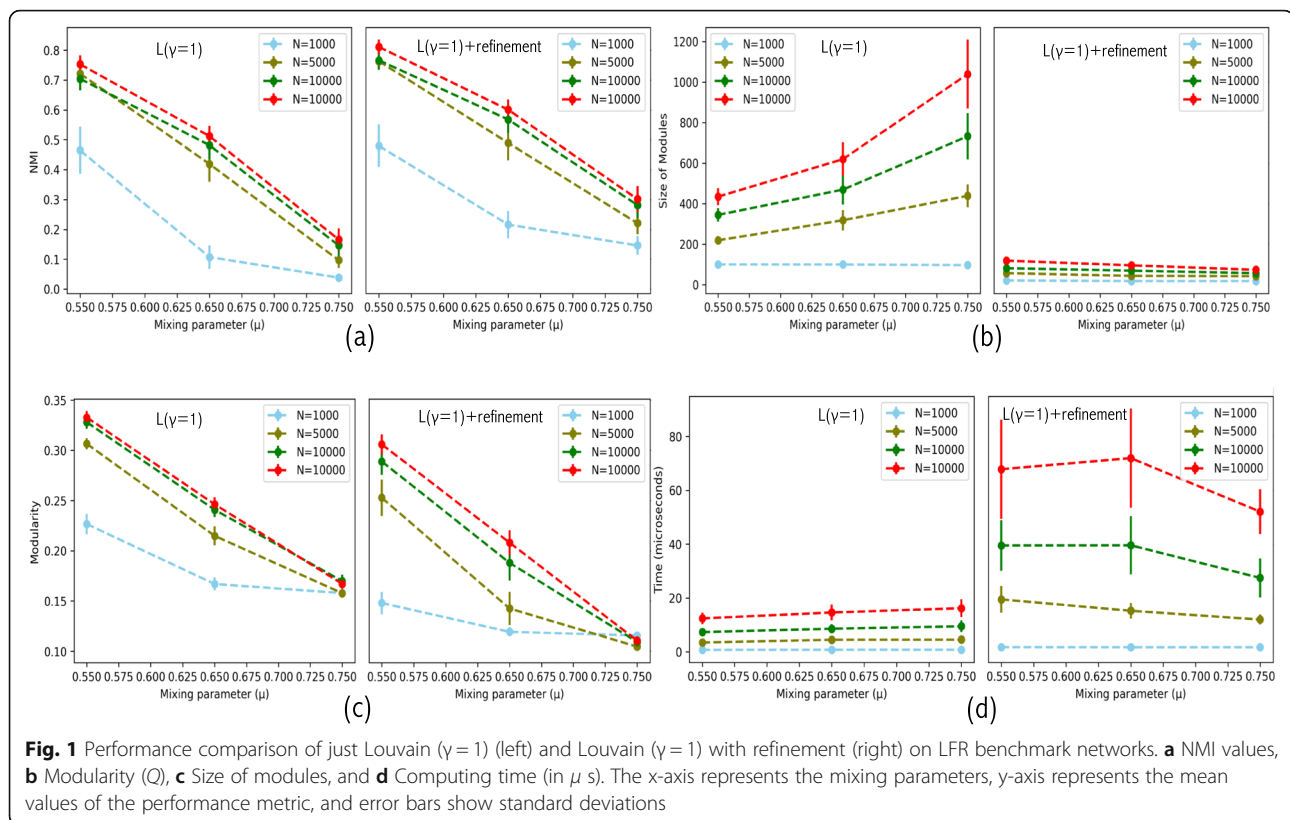 L(γ=1)
N=1000
N=5000
N=10000
N=10000
0.8
0.7
0.6
0.5
0.4
0.3
0.2
0.1
0.0
NMI
0.550 0.575 0.600 0.625 0.650 0.675 0.700 0.725 0.750
Mixing parameter (μ)
L(γ=1)+refinement
N=1000
N=5000
N=10000
N=10000
0.550 0.575 0.600 0.625 0.650 0.675 0.700 0.725 0.750
Mixing parameter (μ)
(a)
L(γ=1)
N=1000
N=5000
N=10000
N=10000
1200
1000
800
600
400
200
0
Size of Modules
0.550 0.575 0.600 0.625 0.650 0.675 0.700 0.725 0.750
Mixing parameter (μ)
L(γ=1)+refinement
N=1000
N=5000
N=10000
N=10000
0.550 0.575 0.600 0.625 0.650 0.675 0.700 0.725 0.750
Mixing parameter (μ)
(b)
L(γ=1)
N=1000
N=5000
N=10000
N=10000
0.35
0.30
0.25
0.20
0.15
0.10
Modularity
0.550 0.575 0.600 0.625 0.650 0.675 0.700 0.725 0.750
Mixing parameter (μ)
L(γ=1)+refinement
N=1000
N=5000
N=10000
N=10000
0.550 0.575 0.600 0.625 0.650 0.675 0.700 0.725 0.750
Mixing parameter (μ)
(c)
L(γ=1)
N=1000
N=5000
N=10000
N=10000
80
60
40
20
0
Time (microseconds)
0.550 0.575 0.600 0.625 0.650 0.675 0.700 0.725 0.750
Mixing parameter (μ)
L(γ=1)+refinement
N=1000
N=5000
N=10000
N=10000
0.550 0.575 0.600 0.625 0.650 0.675 0.700 0.725 0.750
Mixing parameter (μ)
(d)
Fig. 1 Performance comparison of just Louvain (γ = 1) (left) and Louvain (γ = 1) with refinement (right) on LFR benchmark networks. a NMI values,
b Modularity (Q), c Size of modules, and d Computing time (in μ s). The x-axis represents the mixing parameters, y-axis represents the mean
values of the performance metric, and error bars show standard deviations